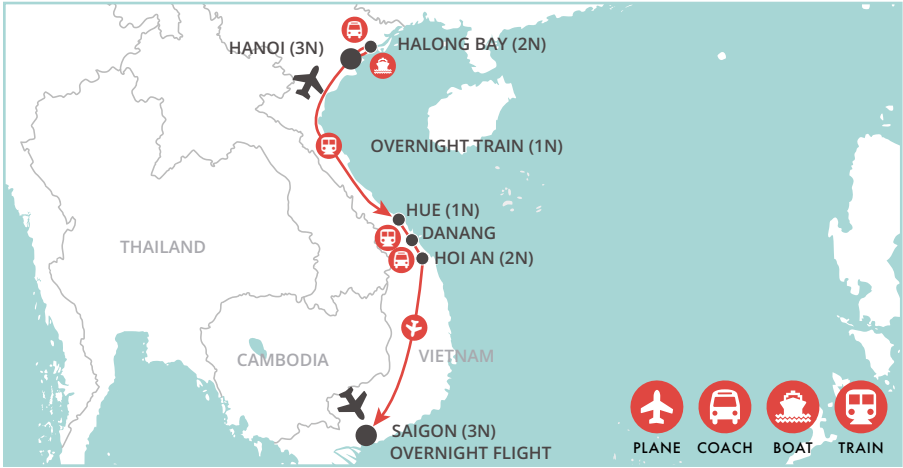 HANOI (3N)
HALONG BAY (2N)
OVERNIGHT TRAIN (1N)
HUE (1N)
DANANG
HOI AN (2N)
THAILAND
CAMBODIA
VIETNAM
SAIGON (3N)
OVERNIGHT FLIGHT
PLANE
COACH
BOAT
TRAIN